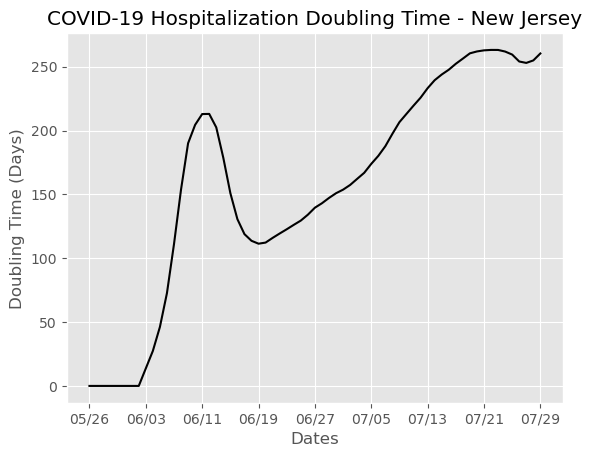 COVID-19 Hospitalization Doubling Time - New Jersey
Doubling Time (Days)
250
200
150
100
50
0
05/26 06/03 06/11 06/19 06/27 07/05 07/13 07/21 07/29
Dates